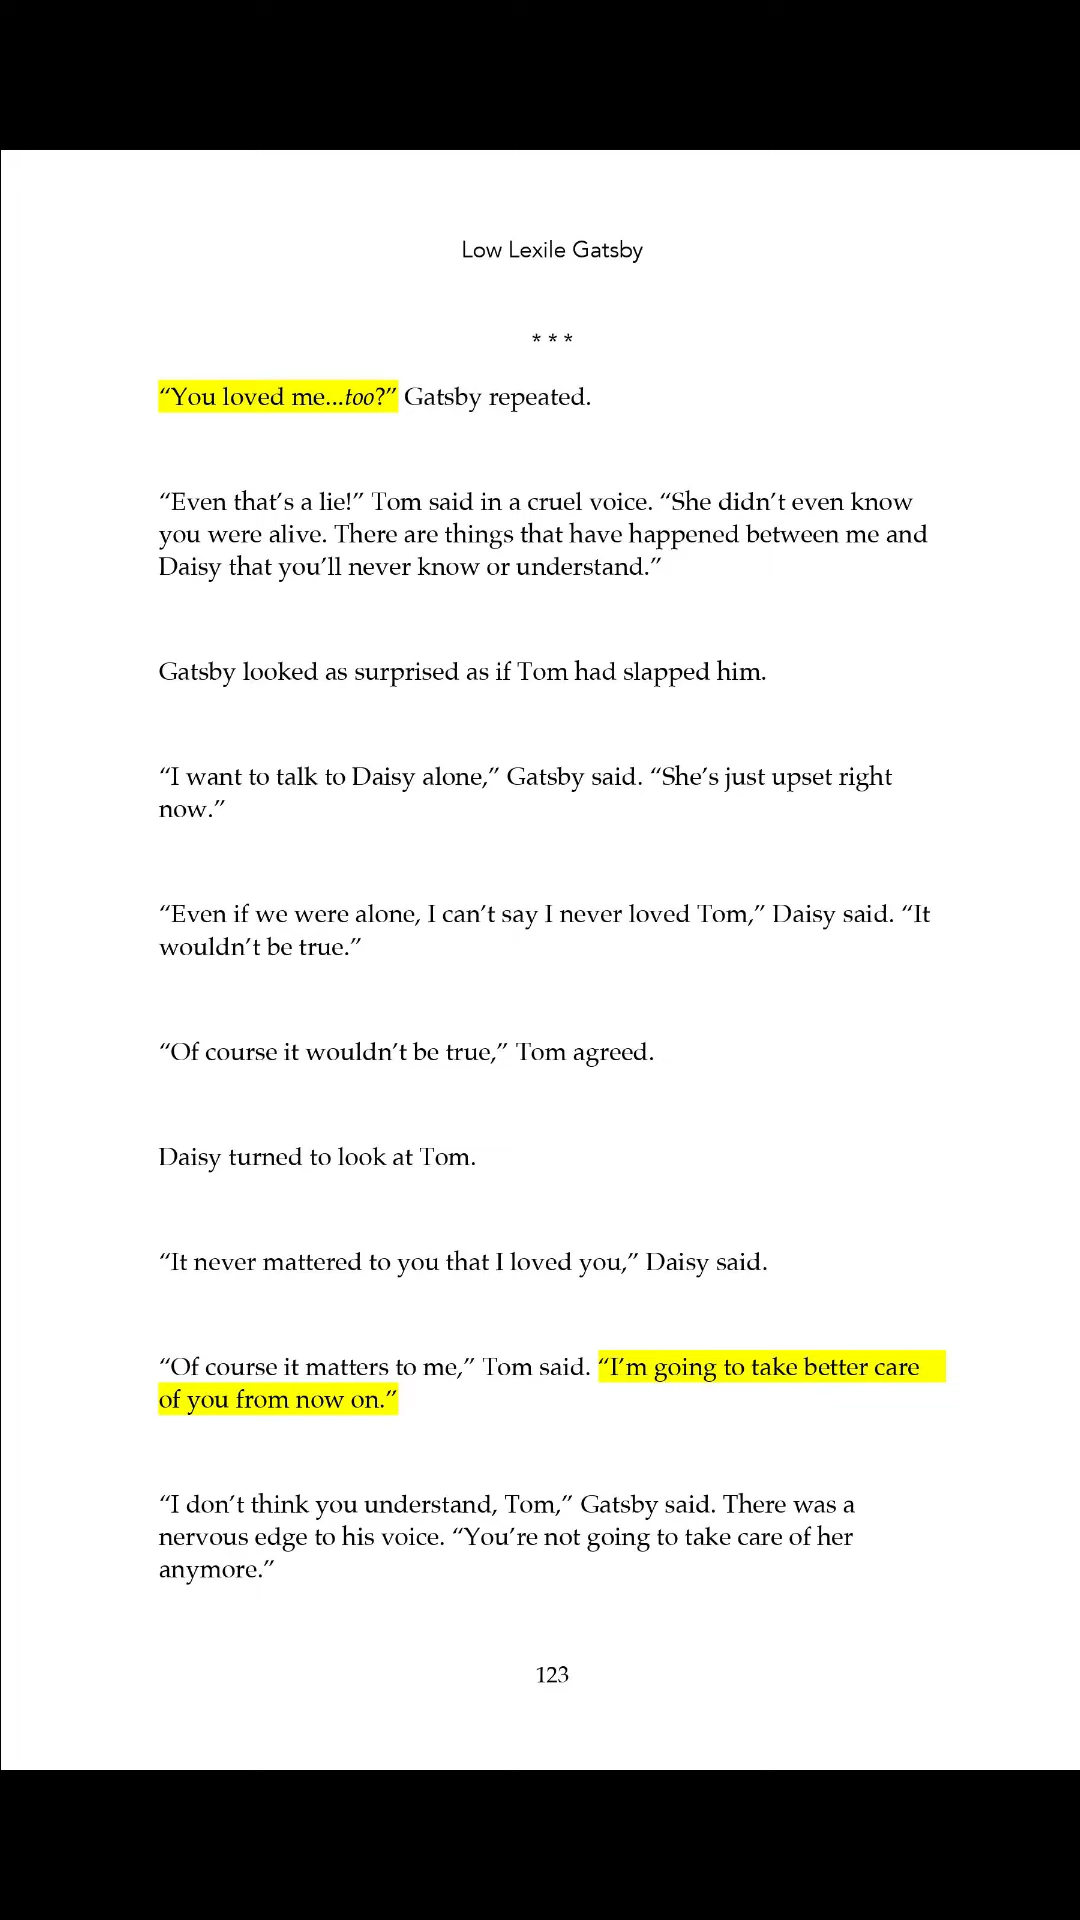 Low Lexile Gatsby
* * *
“You loved me...too?” Gatsby repeated.
“Even that’s a lie!” Tom said in a cruel voice. “She didn’t even know
you were alive. There are things that have happened between me and
Daisy that you’ll never know or understand.”
Gatsby looked as surprised as if Tom had slapped him.
“I want to talk to Daisy alone,” Gatsby said. “She’s just upset right
now.”
“Even if we were alone, I can’t say I never loved Tom,” Daisy said. “It
wouldn’t be true.”
“Of course it wouldn’t be true,” Tom agreed.
Daisy turned to look at Tom.
“It never mattered to you that I loved you,” Daisy said.
“Of course it matters to me,” Tom said. “I’m going to take better care
of you from now on.”
“I don’t think you understand, Tom,” Gatsby said. There was a
nervous edge to his voice. “You’re not going to take care of her
anymore.”
123